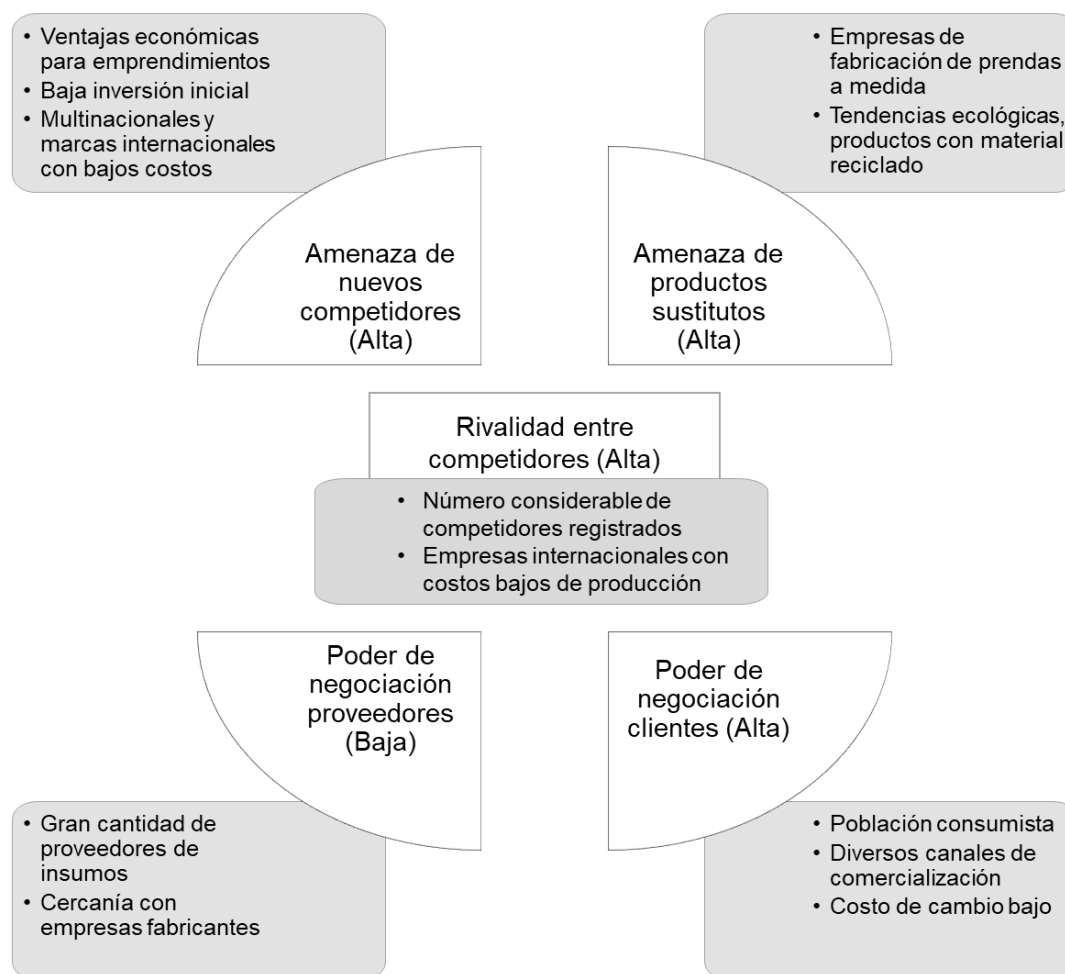 • Ventajas económicas
para emprendimientos
• Baja inversión inicial
• Multinacionales y
marcas internacionales
con bajos costos
• Empresas de
fabricación de prendas
a medida
• Tendencias ecológicas,
productos con material
reciclado
Amenaza de
nuevos
competidores
(Alta)
Amenaza de
productos
sustitutos
(Alta)
Rivalidad entre
competidores (Alta)
• Número considerable de
competidores registrados
• Empresas internacionales con
costos bajos de producción
Poder de
negociación
proveedores
(Baja)
Poder de
negociación
clientes (Alta)
• Gran cantidad de
proveedores de
insumos
• Cercanía con
empresas fabricantes
• Población consumista
• Diversos canales de
comercialización
• Costo de cambio bajo